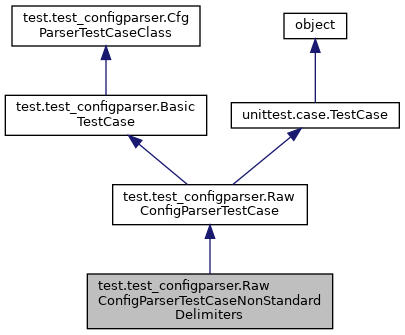 test.test_configparser.Cfg
ParserTestCaseClass
object
test.test_configparser.Basic
TestCase
unittest.case.TestCase
test.test_configparser.Raw
ConfigParserTestCase
test.test_configparser.Raw
ConfigParserTestCaseNonStandard
Delimiters